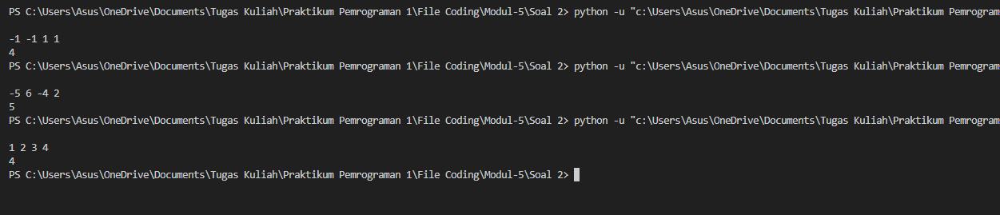 PS C:\Users\Asus\OneDrive\Documents\Tugas Kuliah\Praktikum Pemrograman 1\File Coding\Modul-5\Soal 2> python -u "c:\Users\Asus\OneDrive\Documents\Tugas Kuliah\Praktikum Pemrogram
-1 -1 1 1
4
PS C:\Users\Asus\OneDrive\Documents\Tugas Kuliah\Praktikum Pemrograman 1\File Coding\Modul-5\Soal 2> python -u "c:\Users\Asus\OneDrive\Documents\Tugas Kuliah\Praktikum Pemrogram
-5 6 -4 2
5
PS C:\Users\Asus\OneDrive\Documents\Tugas Kuliah\Praktikum Pemrograman 1\File Coding\Modul-5\Soal 2> python -u "c:\Users\Asus\OneDrive\Documents\Tugas Kuliah\Praktikum Pemrogram
1 2 3 4
4
PS C:\Users\Asus\OneDrive\Documents\Tugas Kuliah\Praktikum Pemrograman 1\File Coding\Modul-5\Soal 2>